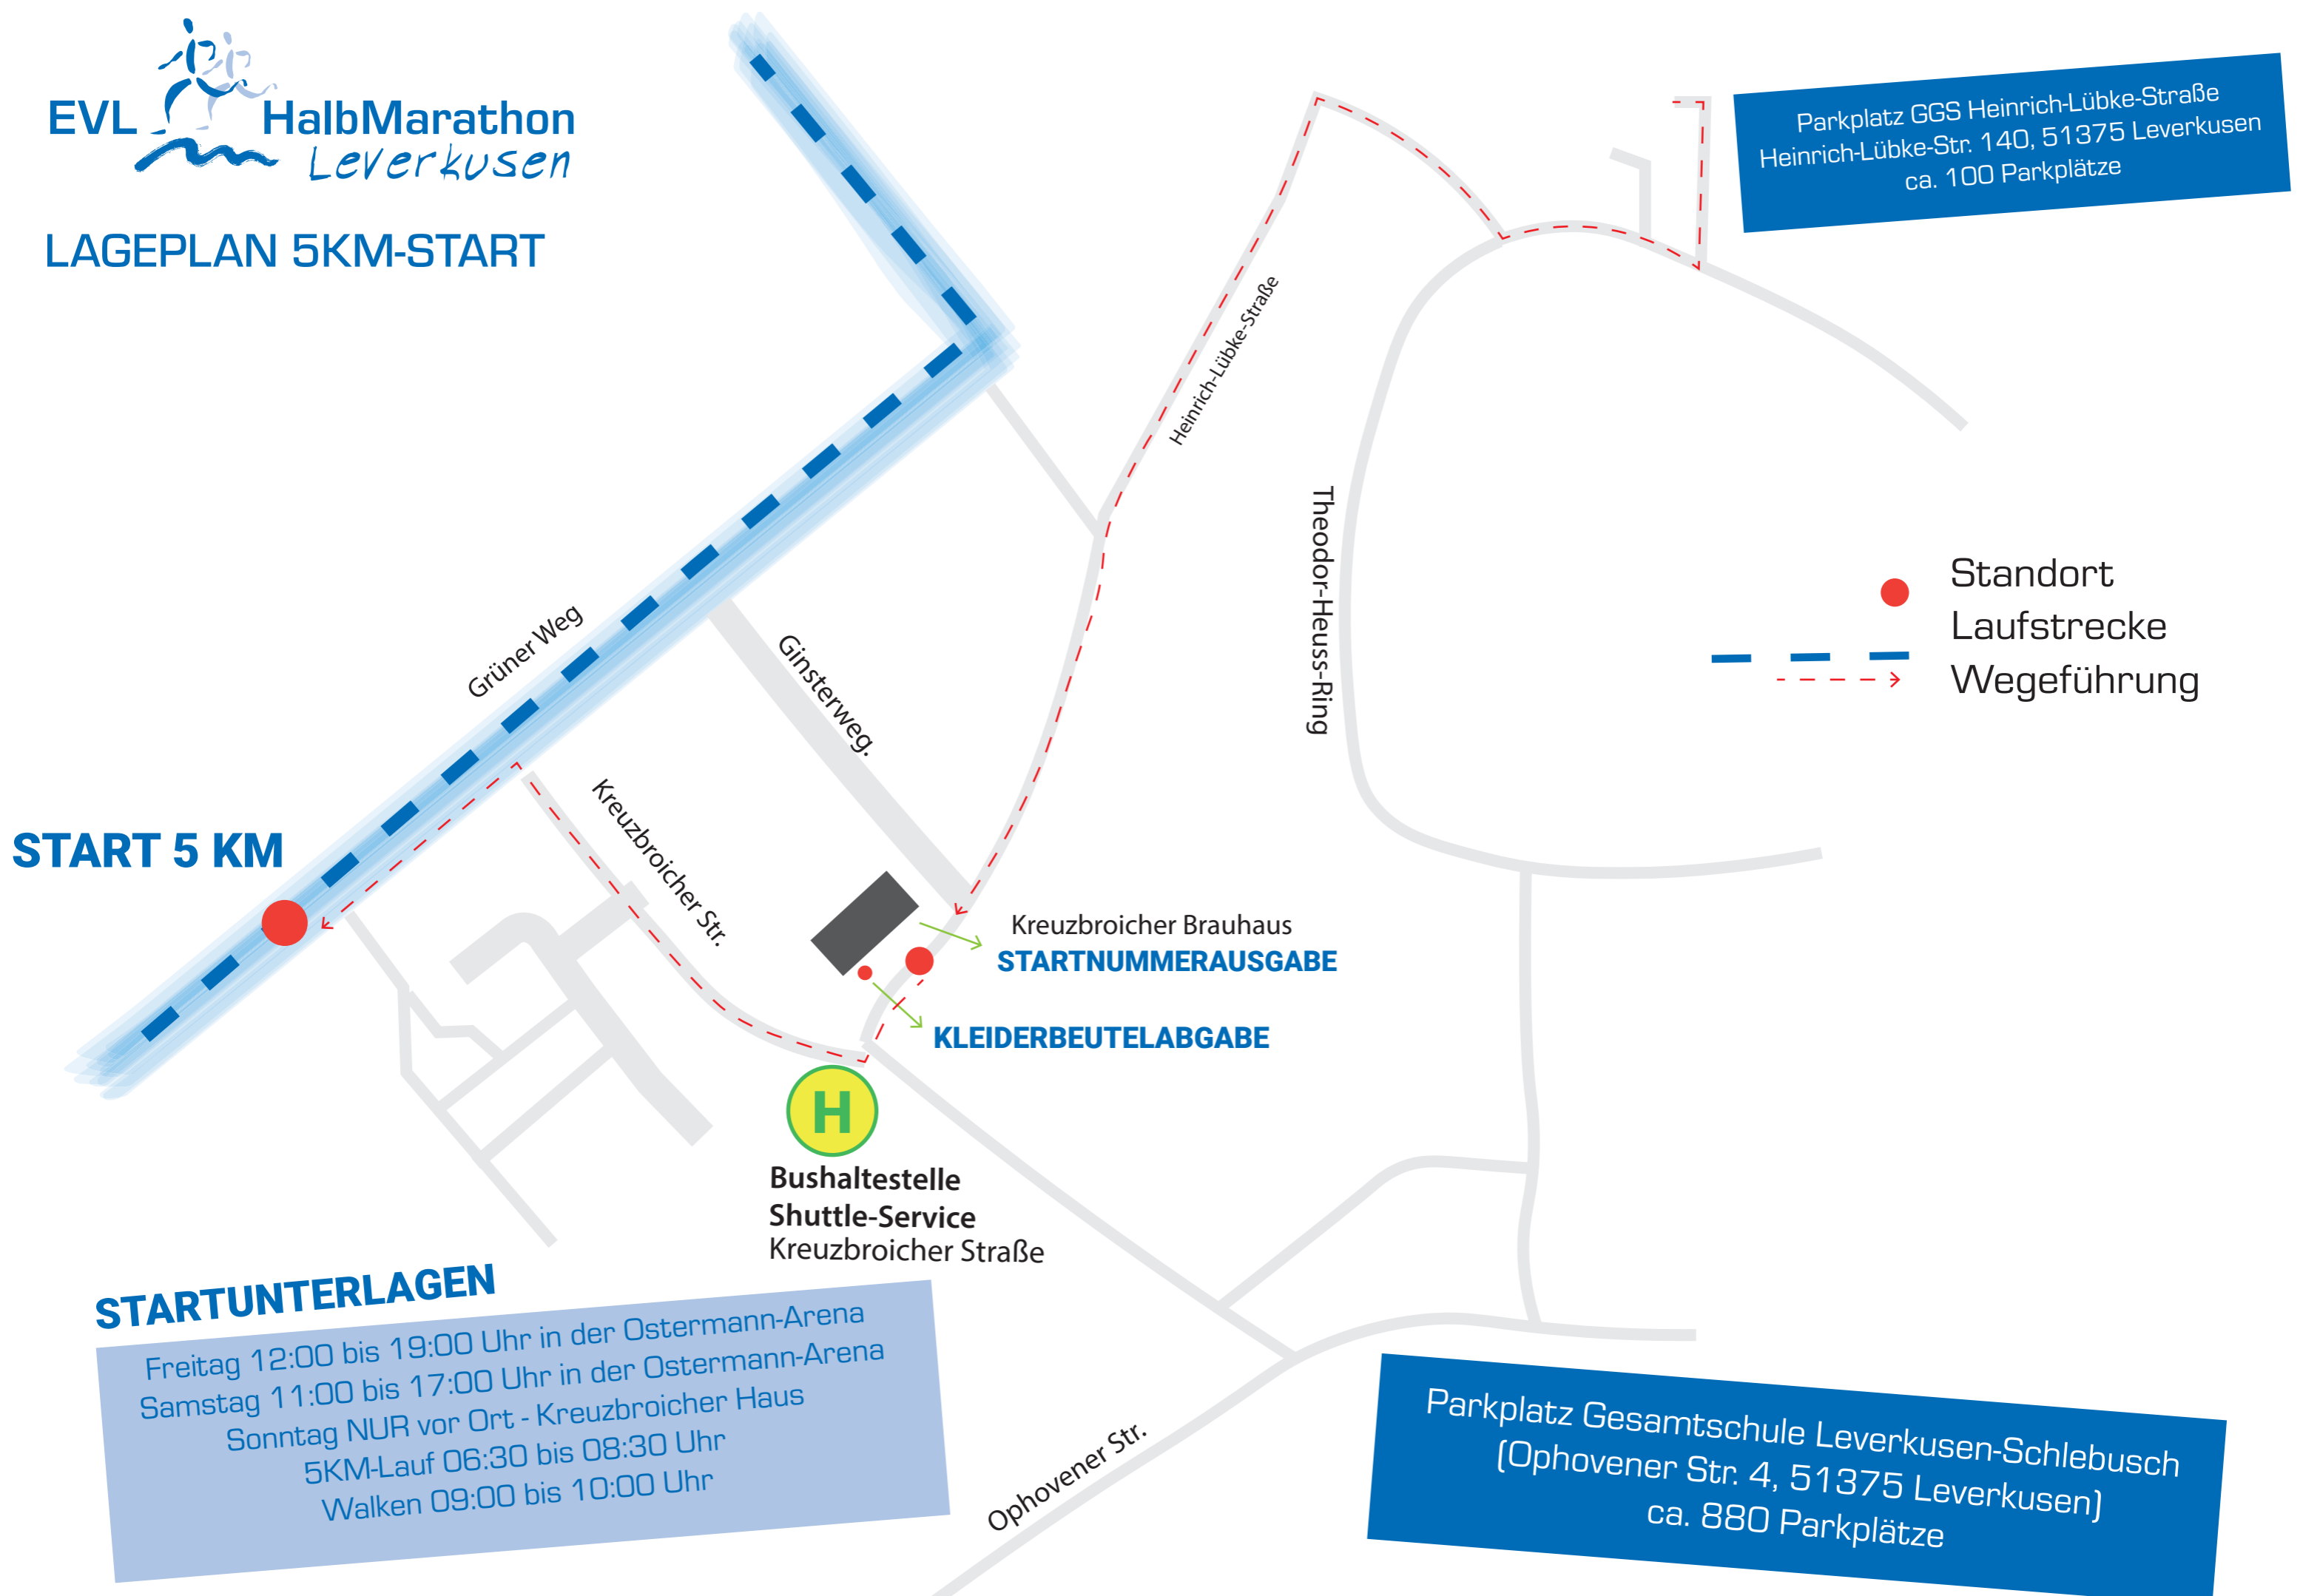 EVL HalbMarathon
Leverkusen
LAGEPLAN 5KM-START
Parkplatz GGS Heinrich-Lübke-Straße
Heinrich-Lübke-Str. 140, 51375 Leverkusen
ca. 100 Parkplätze
Heinrich-Lübke-Straße
Theodor-Heuss-Ring
Standort
Laufstrecke
Wegeführung
Grüner Weg
Ginsterweg.
Kreuzbroicher Str.
START 5 KM
Kreuzbroicher Brauhaus
STARTNUMMERAUSGABE
KLEIDERBEUTELABGABE
H
Bushaltestelle
Shuttle-Service
Kreuzbroicher Straße
STARTUNTERLAGEN
Freitag 12:00 bis 19:00 Uhr in der Ostermann-Arena
Samstag 11:00 bis 17:00 Uhr in der Ostermann-Arena
Sonntag NUR vor Ort - Kreuzbroicher Haus
5KM-Lauf 06:30 bis 08:30 Uhr
Walken 09:00 bis 10:00 Uhr
Ophovener Str.
Parkplatz Gesamtschule Leverkusen-Schlebusch
(Ophovener Str. 4, 51375 Leverkusen)
ca. 880 Parkplätze